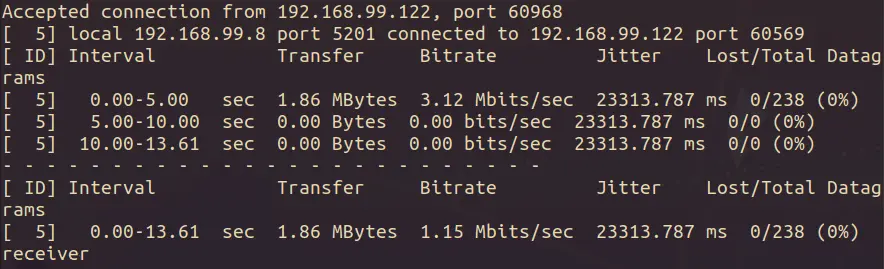 Accepted connection from 192.168.99.122, port 60968
[  5] local 192.168.99.8 port 5201 connected to 192.168.99.122 port 60569
[ ID] Interval           Transfer     Bitrate         Jitter    Lost/Total Datag
rams
[  5]   0.00-5.00   sec  1.86 MBytes  3.12 Mbits/sec  23313.787 ms  0/238 (0%)
[  5]   5.00-10.00  sec  0.00 Bytes  0.00 bits/sec  23313.787 ms  0/0 (0%)
[  5]  10.00-13.61  sec  0.00 Bytes  0.00 bits/sec  23313.787 ms  0/0 (0%)
- - - - - - - - - - - - - - - - - - - - - - - - -
[ ID] Interval           Transfer     Bitrate         Jitter    Lost/Total Datag
rams
[  5]   0.00-13.61  sec  1.86 MBytes  1.15 Mbits/sec  23313.787 ms  0/238 (0%)
receiver